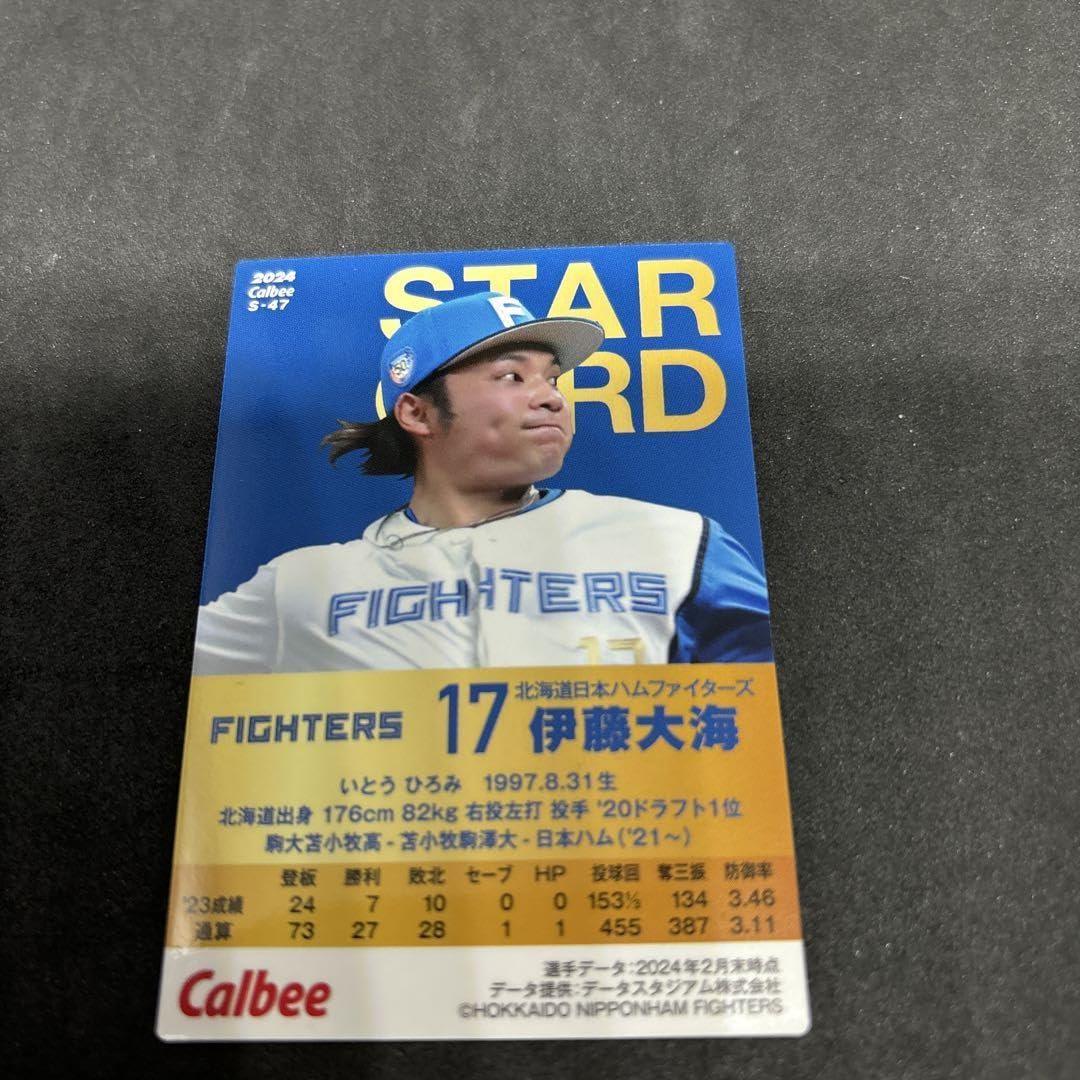 2024
Calbee
S-47
STAR
CARD
F
FIGHTERS
17
FIGHTERS 17 北海道日本ハムファイターズ
伊藤大海
いとう ひろみ 1997.8.31生
北海道出身 176cm 82kg 右投左打 投手 '20ドラフト1位
駒大苫小牧高 - 苫小牧駒澤大 - 日本ハム('21～)
登板 勝利 敗北 セーブ HP 投球回 奪三振 防御率
'23成績 24 7 10 0 0 153⅓ 134 3.46
通算 73 27 28 1 1 455 387 3.11
Calbee
選手データ:2024年2月末時点
データ提供:データスタジアム株式会社
©HOKKAIDO NIPPONHAM FIGHTERS